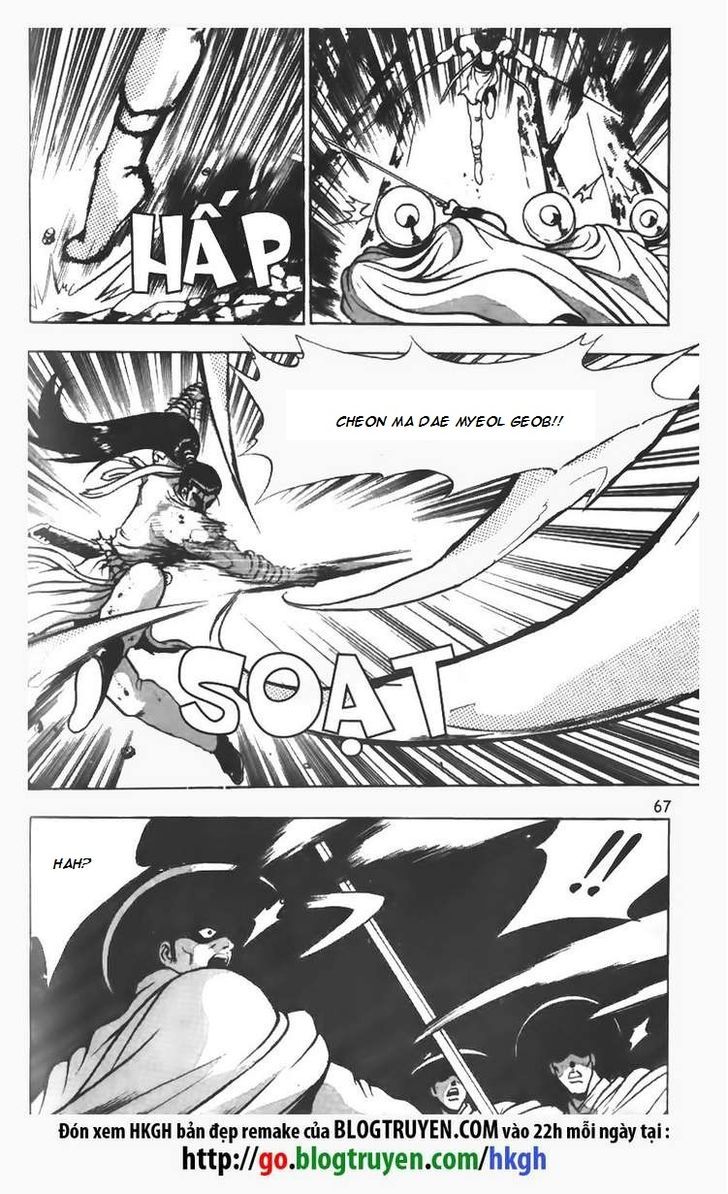 HẤP
CHEON MA DAE MYEOL GEOB!!
SOẠT
67
HAH?
!!
Đón xem HKGH bản đẹp remake của BLOGTRUYEN.COM vào 22h mỗi ngày tại :
http://go.blogtruyen.com/hkgh